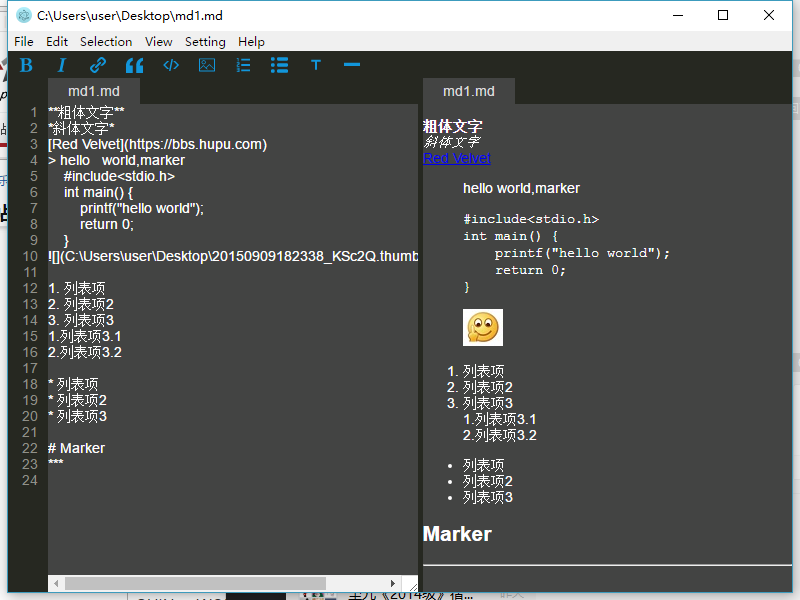 C:\Users\user\Desktop\md1.md
File Edit Selection View Setting Help
B I T
md1.md
1 **粗体文字**
2 *斜体文字*
3 [Red Velvet](https://bbs.hupu.com)
4 > hello   world,marker
5     #include<stdio.h>
6     int main() {
7         printf("hello world");
8         return 0;
9     }
10 ![](C:\Users\user\Desktop\20150909182338_KSc2Q.thumb
11
12 1. 列表项
13 2. 列表项2
14 3. 列表项3
15 1.列表项3.1
16 2.列表项3.2
17
18 * 列表项
19 * 列表项2
20 * 列表项3
21
22 # Marker
23 ***
24
md1.md
粗体文字
斜体文字
Red Velvet
hello world,marker
#include<stdio.h>
int main() {
    printf("hello world");
    return 0;
}
1. 列表项
2. 列表项2
3. 列表项3
1.列表项3.1
2.列表项3.2
• 列表项
• 列表项2
• 列表项3
Marker